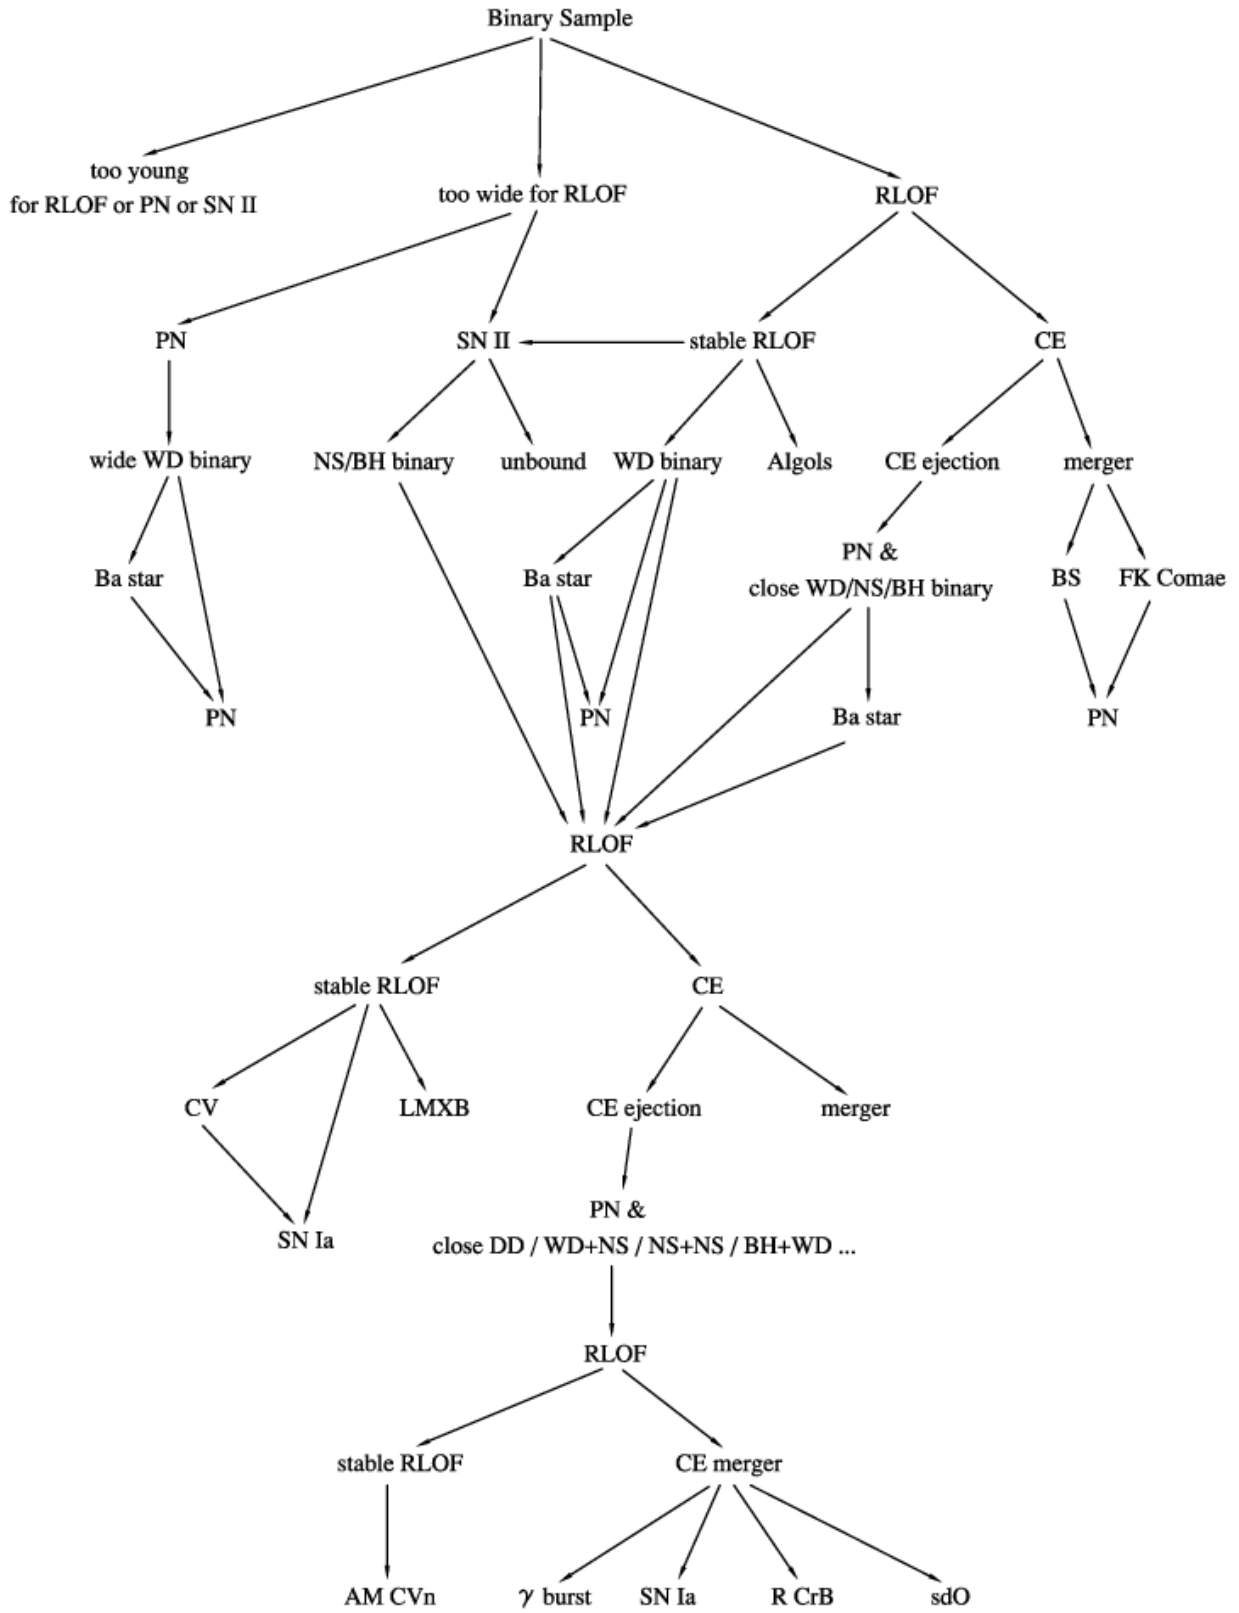 Binary Sample
too young
for RLOF or PN or SN II
too wide for RLOF
RLOF
PN
SN II
stable RLOF
CE
wide WD binary
NS/BH binary
unbound
WD binary
Algols
CE ejection
merger
Ba star
Ba star
PN &
close WD/NS/BH binary
BS
FK Comae
PN
PN
Ba star
PN
RLOF
stable RLOF
CE
CV
LMXB
CE ejection
merger
SN Ia
PN &
close DD / WD+NS / NS+NS / BH+WD ...
RLOF
stable RLOF
CE merger
AM CVn
γ burst
SN Ia
R CrB
sdO